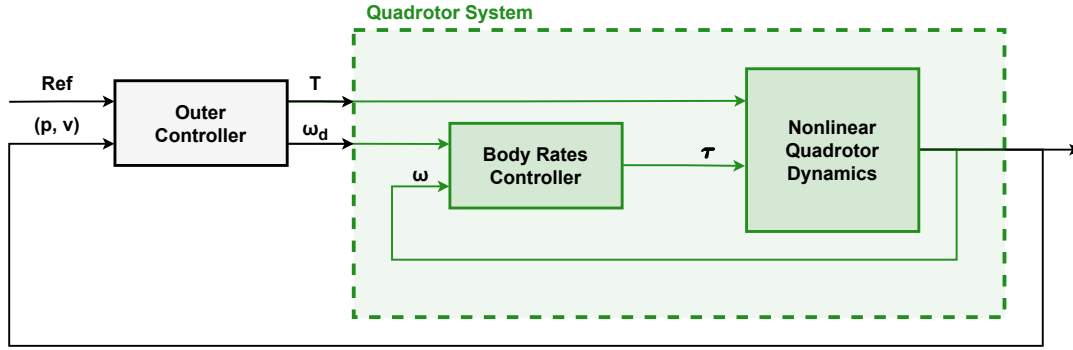 Quadrotor System
Ref
(p, v)
Outer
Controller
T
ω_d
Body Rates
Controller
ω
τ
Nonlinear
Quadrotor
Dynamics